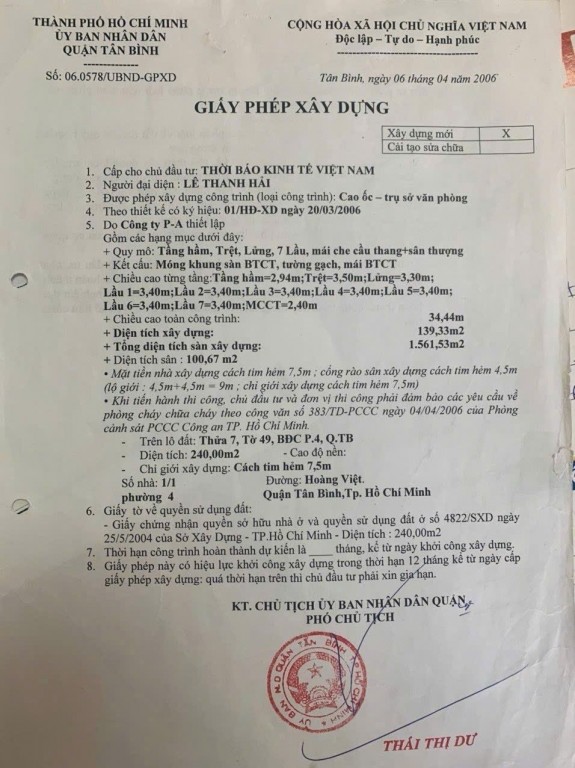 THÀNH PHỐ HỒ CHÍ MINH
ỦY BAN NHÂN DÂN
QUẬN TÂN BÌNH
Số: 06.0578/UBND-GPXD
CỘNG HÒA XÃ HỘI CHỦ NGHĨA VIỆT NAM
Độc lập – Tự do – Hạnh phúc
Tân Bình, ngày 06 tháng 04 năm 2006
GIẤY PHÉP XÂY DỰNG
Xây dựng mới X
Cải tạo sửa chữa
1. Cấp cho chủ đầu tư: THỜI BÁO KINH TẾ VIỆT NAM
2. Người đại diện : LÊ THANH HẢI
3. Được phép xây dựng công trình (loại công trình): Cao ốc – trụ sở văn phòng
4. Theo thiết kế có ký hiệu: 01/HĐ-XD ngày 20/03/2006
5. Do Công ty P-A thiết lập
Gồm các hạng mục dưới đây:
+ Quy mô: Tầng hầm, Trệt, Lửng, 7 Lầu, mái che cầu thang+sân thượng
+ Kết cấu: Móng khung sàn BTCT, tường gạch, mái BTCT
+ Chiều cao từng tầng:Tầng hầm=2,94m;Trệt=3,50m;Lửng=3,30m;
Lầu 1=3,40m;Lầu 2=3,40m;Lầu 3=3,40m;Lầu 4=3,40m;Lầu 5=3,40m;
Lầu 6=3,40m;Lầu 7=3,40m;MCCT=2,40m
+ Chiều cao toàn công trình: 34,44m
+ Diện tích xây dựng: 139,33m2
+ Tổng diện tích sàn xây dựng: 1.561,53m2
+ Diện tích sân : 100,67 m2
• Mặt tiền nhà xây dựng cách tim hẻm 7,5m ; cổng rào sân xây dựng cách tim hẻm 4,5m
(lộ giới : 4,5m+4,5m = 9m ; chỉ giới xây dựng cách tim hẻm 7,5m)
• Khi tiến hành thi công, chủ đầu tư và đơn vị thi công phải đảm bảo các yêu cầu về
phòng cháy chữa cháy theo công văn số 383/TD-PCCC ngày 04/04/2006 của Phòng
cảnh sát PCCC Công an TP. Hồ Chí Minh.
- Trên lô đất: Thửa 7, Tờ 49, BĐC P.4, Q.TB
- Diện tích: 240,00m2 - Cao độ nền:
- Chỉ giới xây dựng: Cách tim hẻm 7,5m
Số nhà: 1/1 Đường: Hoàng Việt.
phường 4 Quận Tân Bình,Tp. Hồ Chí Minh
6. Giấy tờ về quyền sử dụng đất:
- Giấy chứng nhận quyền sở hữu nhà ở và quyền sử dụng đất ở số 4822/SXD ngày
25/5/2004 của Sở Xây Dựng - TP.Hồ Chí Minh - Diện tích : 240,00m2
7. Thời hạn công trình hoàn thành dự kiến là ____ tháng, kể từ ngày khởi công xây dựng.
8. Giấy phép này có hiệu lực khởi công xây dựng trong thời hạn 12 tháng kể từ ngày cấp
giấy phép xây dựng: quá thời hạn trên thì chủ đầu tư phải xin gia hạn.
KT. CHỦ TỊCH ỦY BAN NHÂN DÂN QUẬN
PHÓ CHỦ TỊCH
ỦY BAN N.D QUẬN TÂN BÌNH T.P HỒ CHÍ MINH
THÁI THỊ DƯ